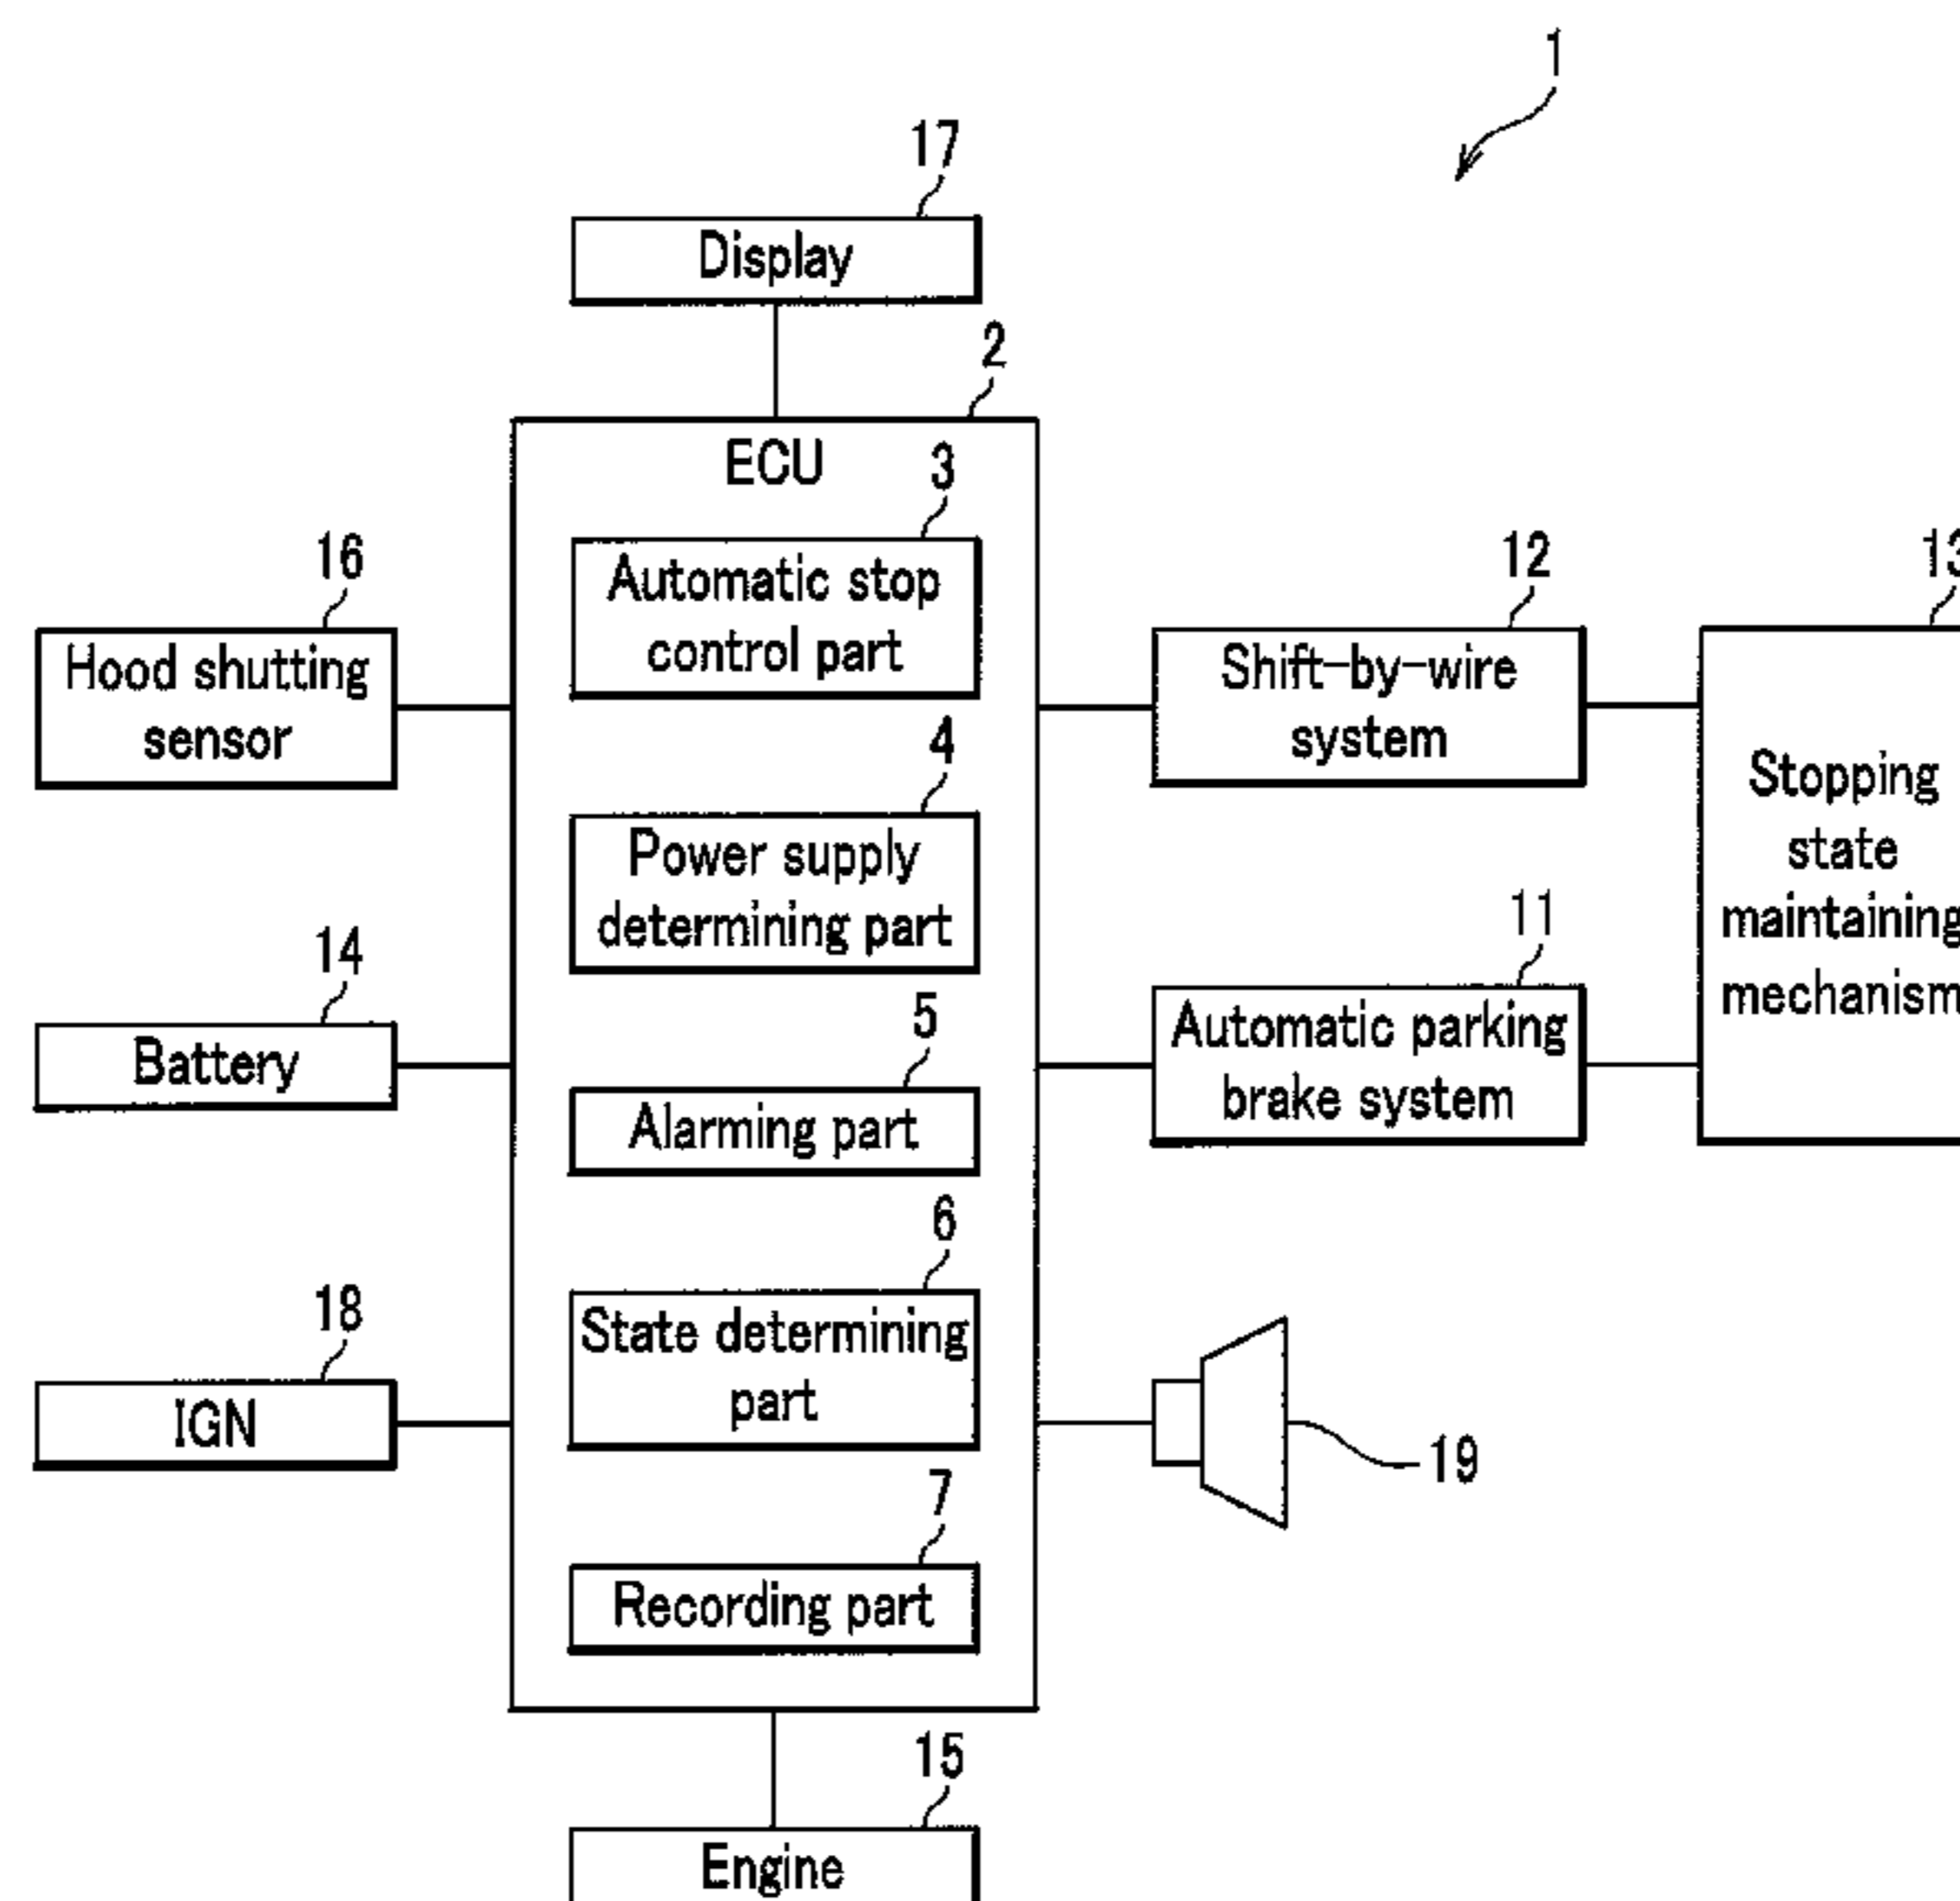 1
17
Display
2
ECU
3
Automatic stop
control part
16
Hood shutting
sensor
12
Shift-by-wire
system
13
Stopping
state
maintaining
mechanism
4
Power supply
determining part
14
Battery
11
Automatic parking
brake system
5
Alarming part
6
State determining
part
18
IGN
19
7
Recording part
15
Engine